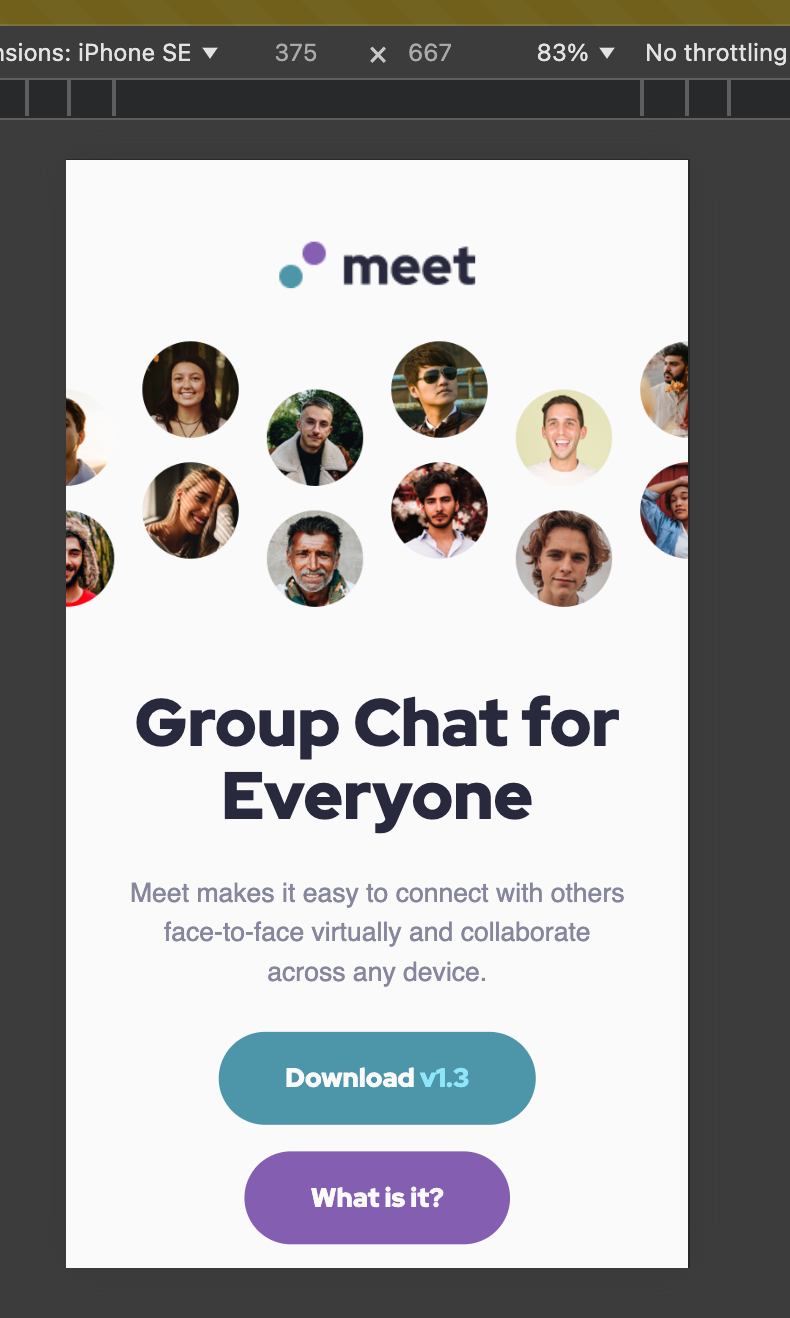 nsions: iPhone SE ▼ 375 × 667 83% ▼ No throttling
meet
Group Chat for
Everyone
Meet makes it easy to connect with others
face-to-face virtually and collaborate
across any device.
Download v1.3
What is it?